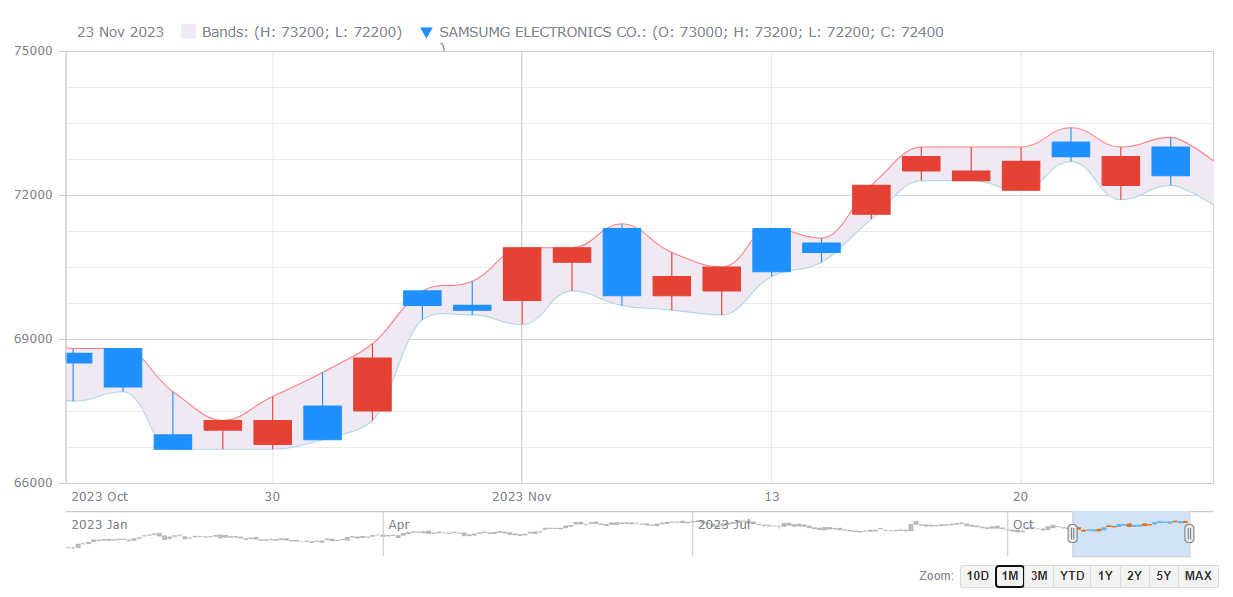 23 Nov 2023 Bands: (H: 73200; L: 72200) SAMSUMG ELECTRONICS CO.: (O: 73000; H: 73200; L: 72200; C: 72400
)
75000
72000
69000
66000
2023 Oct 30 2023 Nov 13 20
2023 Jan Apr 2023 Jul Oct
Zoom: 10D 1M 3M YTD 1Y 2Y 5Y MAX